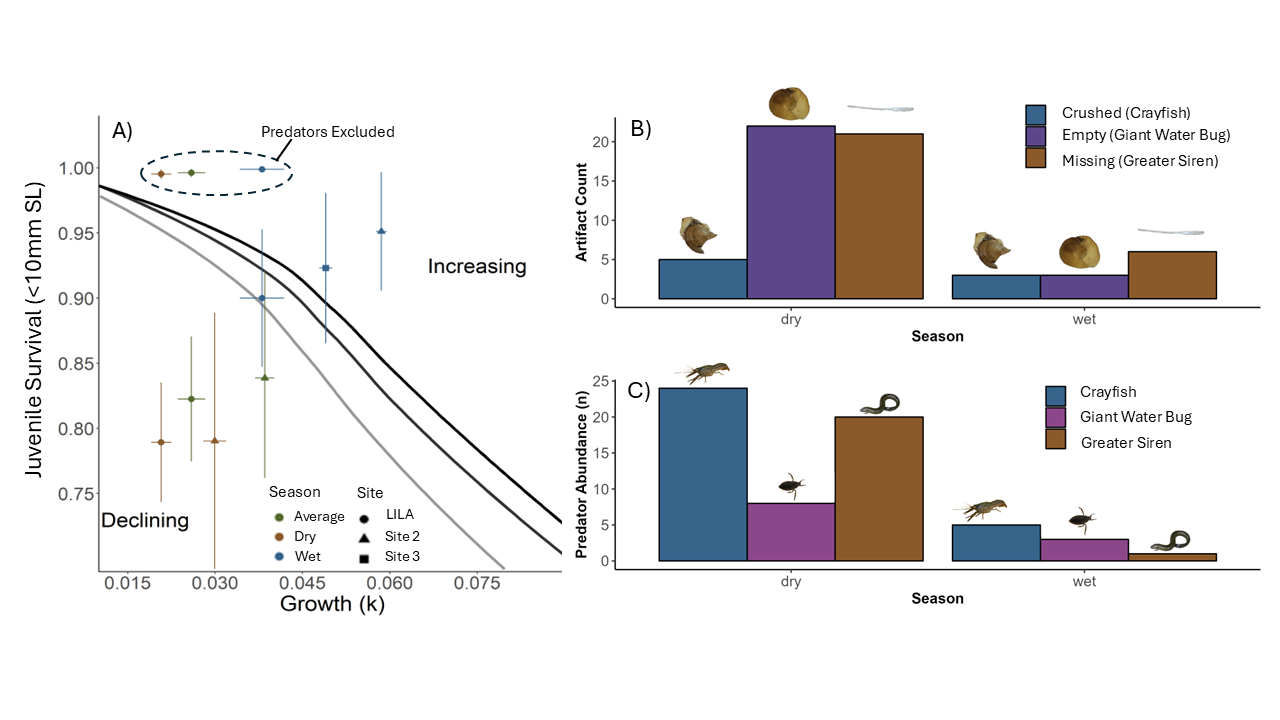 A)
Predators Excluded
Juvenile Survival (<10mm SL)
1.00
0.95
0.90
0.85
0.80
0.75
Increasing
Declining
Season
Average
Dry
Wet
Site
LILA
Site 2
Site 3
0.015 0.030 0.045 0.060 0.075
Growth (k)
B)
Artifact Count
20
15
10
5
0
Crushed (Crayfish)
Empty (Giant Water Bug)
Missing (Greater Siren)
dry wet
Season
C)
Predator Abundance (n)
25
20
15
10
5
0
Crayfish
Giant Water Bug
Greater Siren
dry wet
Season